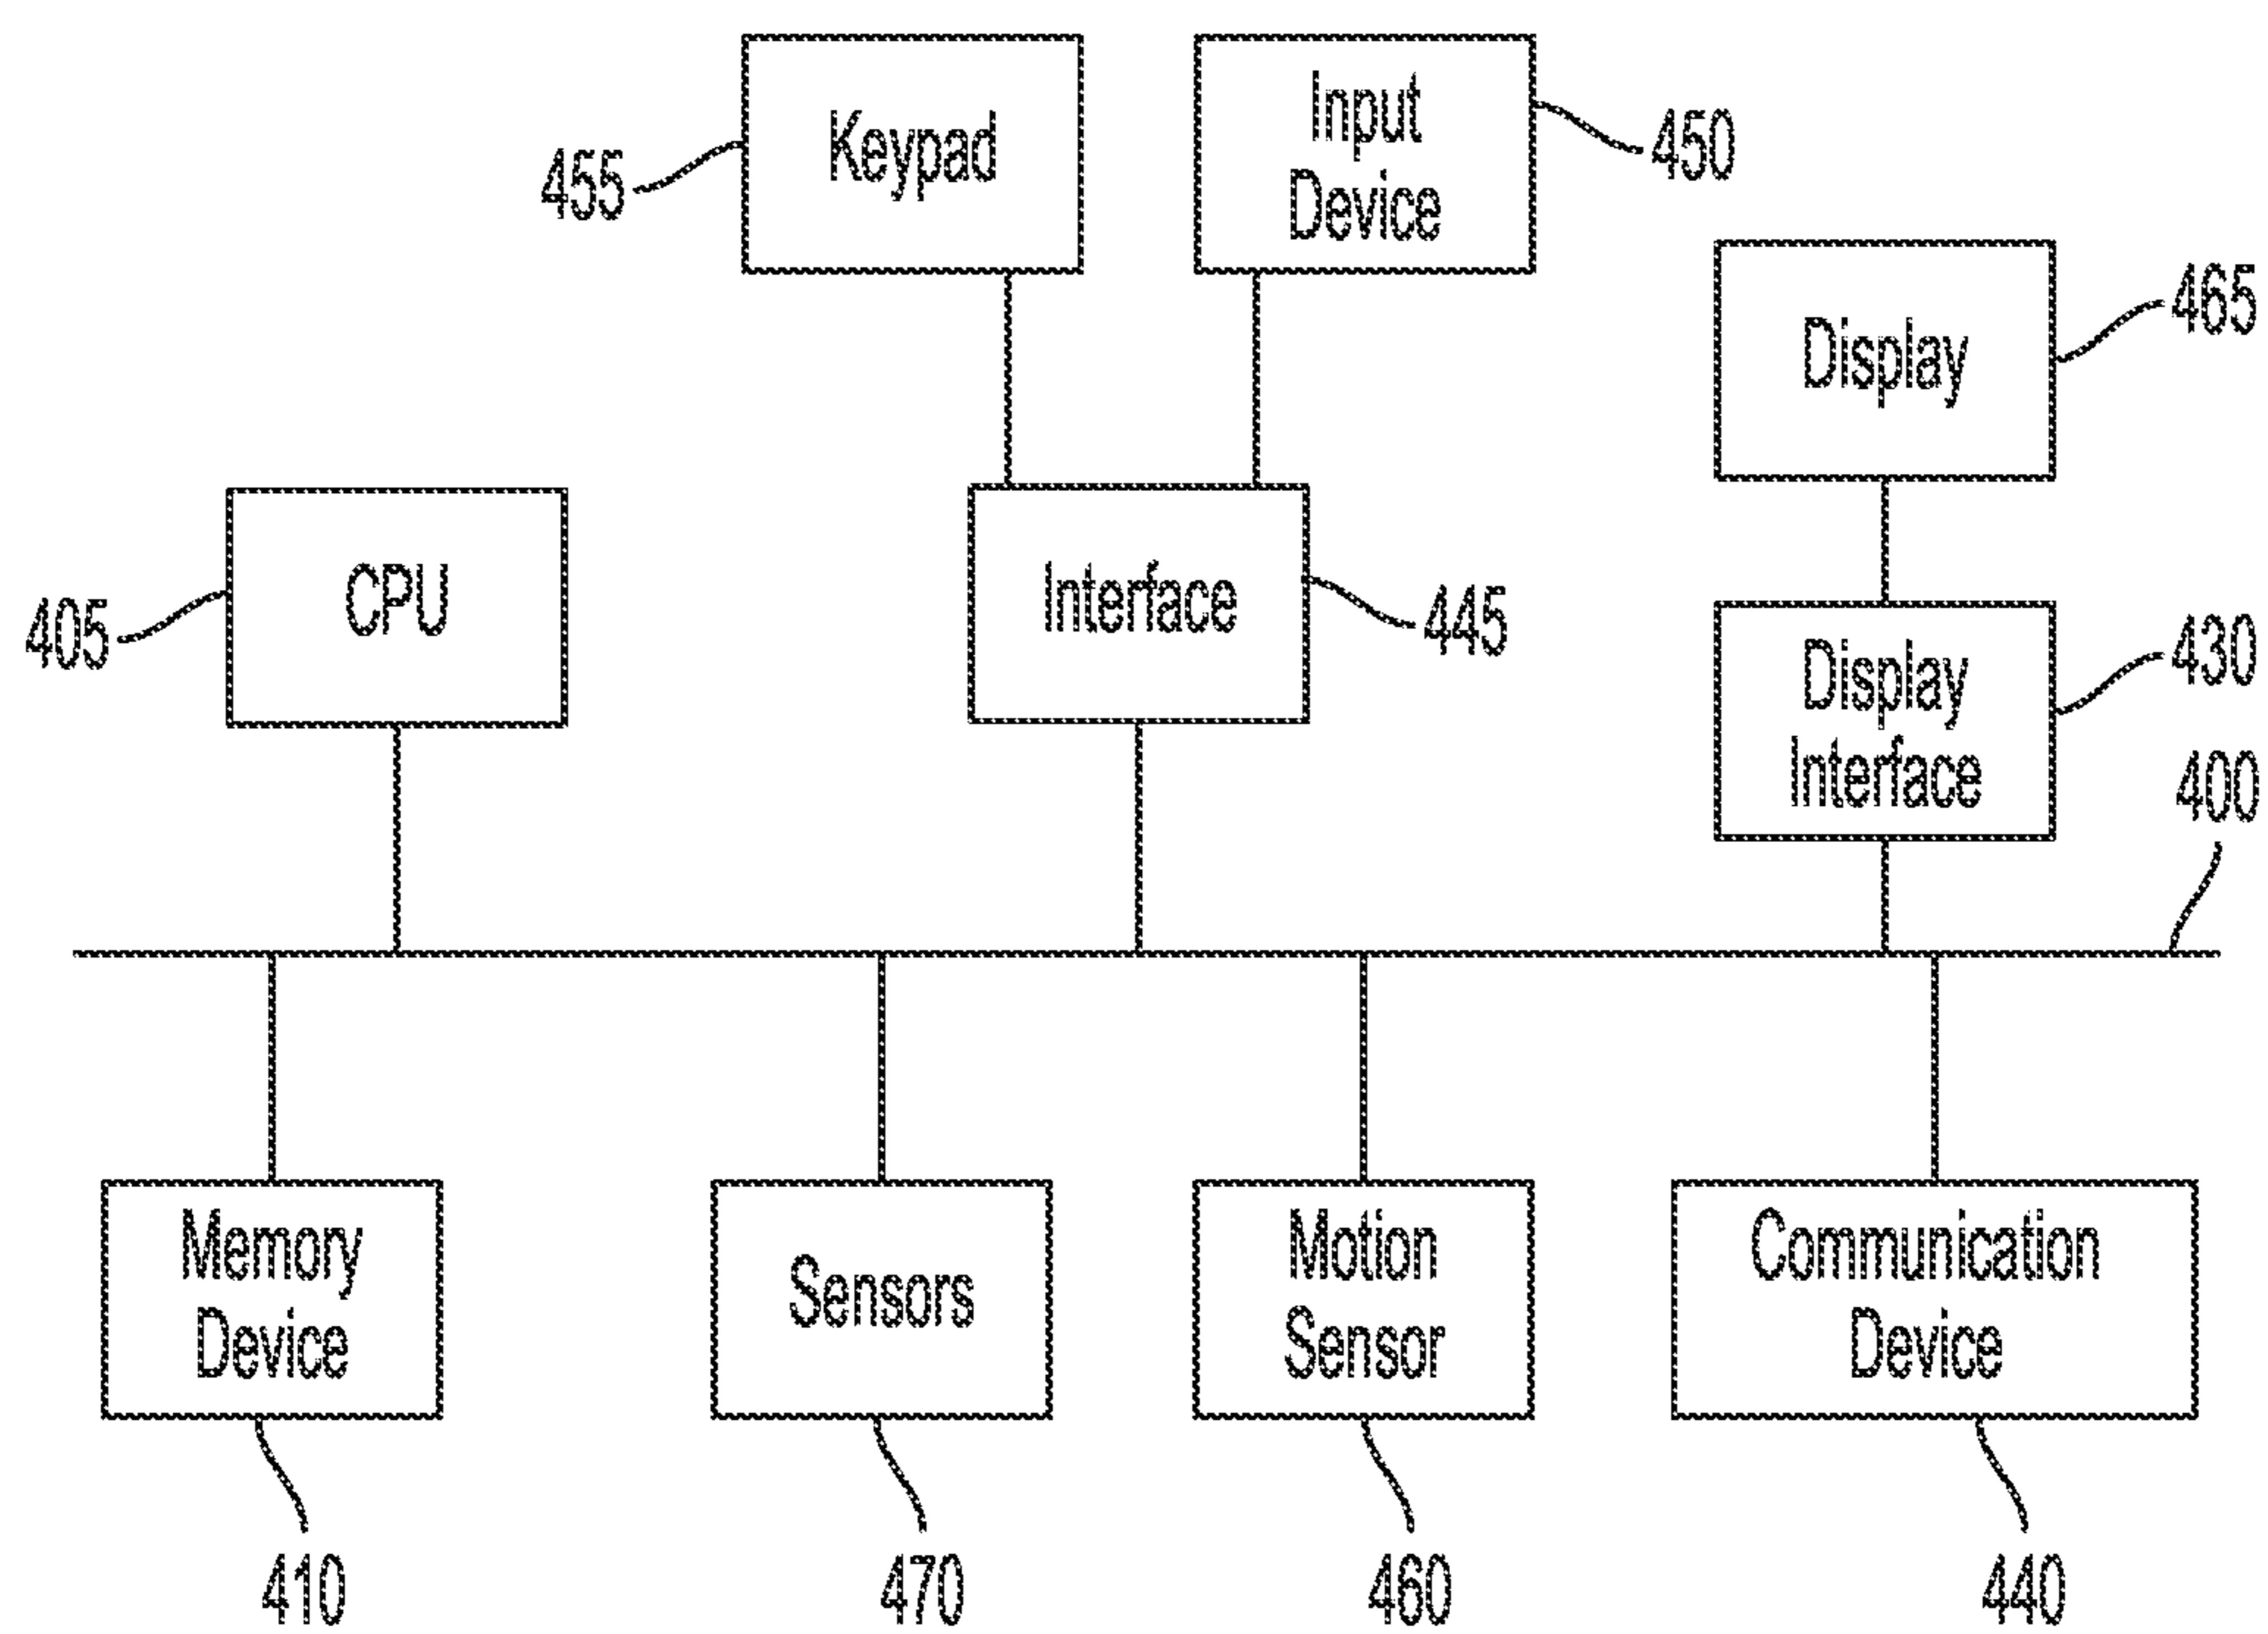 455
Keypad
Input
Device
450
Display
465
405
CPU
Interface
445
Display
Interface
430
400
Memory
Device
Sensors
Motion
Sensor
Communication
Device
410
470
460
440